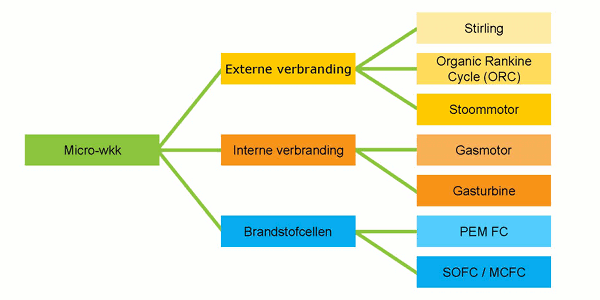 Micro-wkk
Externe verbranding
Stirling
Organic Rankine
Cycle (ORC)
Stoommotor
Interne verbranding
Gasmotor
Gasturbine
Brandstofcellen
PEM FC
SOFC / MCFC